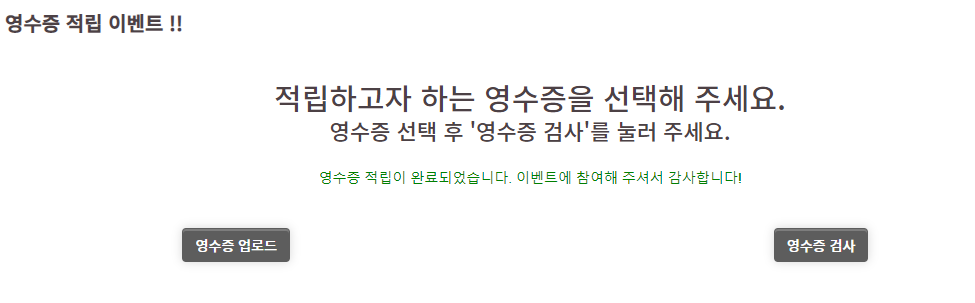 영수증 적립 이벤트 !!
적립하고자 하는 영수증을 선택해 주세요.
영수증 선택 후 '영수증 검사'를 눌러 주세요.
영수증 적립이 완료되었습니다. 이벤트에 참여해 주셔서 감사합니다!
영수증 업로드
영수증 검사